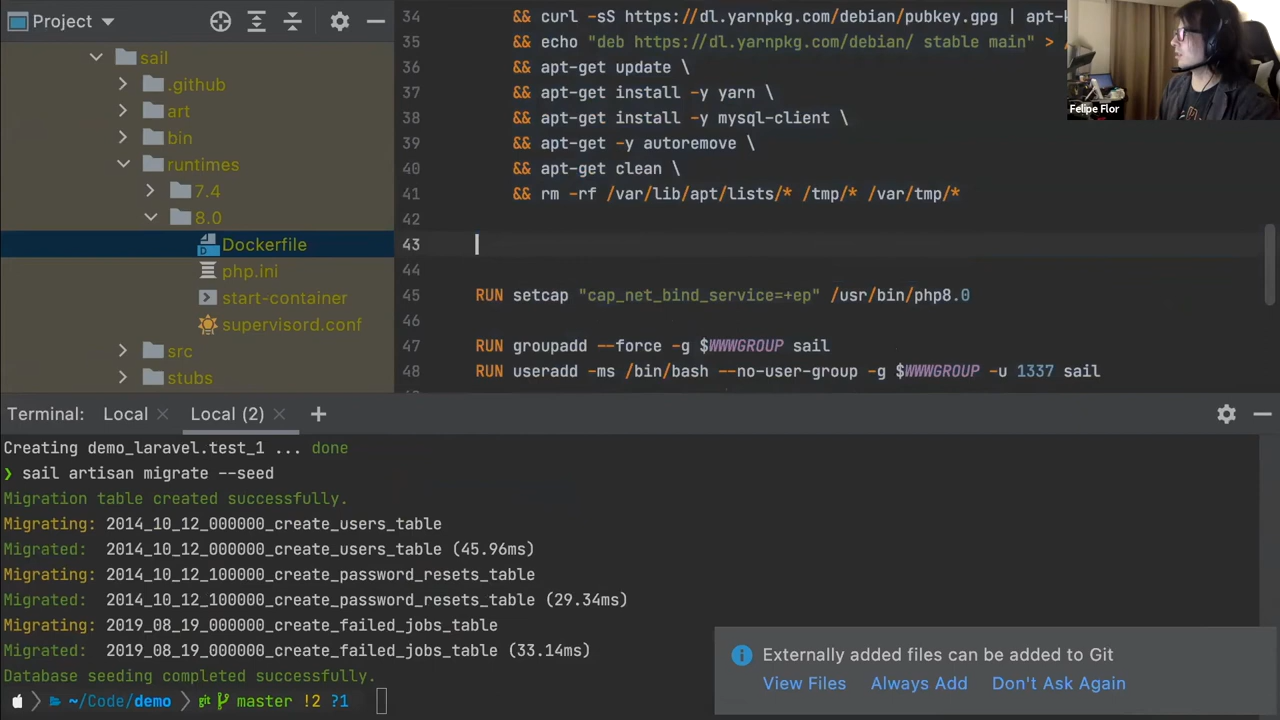 Project
sail
.github
art
bin
runtimes
7.4
8.0
Dockerfile
php.ini
start-container
supervisord.conf
src
stubs
34 && curl -sS https://dl.yarnpkg.com/debian/pubkey.gpg | apt-
35 && echo "deb https://dl.yarnpkg.com/debian/ stable main" >
36 && apt-get update \
37 && apt-get install -y yarn \
38 && apt-get install -y mysql-client \
39 && apt-get -y autoremove \
40 && apt-get clean \
41 && rm -rf /var/lib/apt/lists/* /tmp/* /var/tmp/*
42
43
44
45 RUN setcap "cap_net_bind_service=+ep" /usr/bin/php8.0
46
47 RUN groupadd --force -g $WWWGROUP sail
48 RUN useradd -ms /bin/bash --no-user-group -g $WWWGROUP -u 1337 sail
Felipe Flor
Terminal: Local Local (2)
Creating demo_laravel.test_1 ... done
❯ sail artisan migrate --seed
Migration table created successfully.
Migrating: 2014_10_12_000000_create_users_table
Migrated: 2014_10_12_000000_create_users_table (45.96ms)
Migrating: 2014_10_12_100000_create_password_resets_table
Migrated: 2014_10_12_100000_create_password_resets_table (29.34ms)
Migrating: 2019_08_19_000000_create_failed_jobs_table
Migrated: 2019_08_19_000000_create_failed_jobs_table (33.14ms)
Database seeding completed successfully.
~/Code/demo git master !2 ?1
Externally added files can be added to Git
View Files Always Add Don't Ask Again